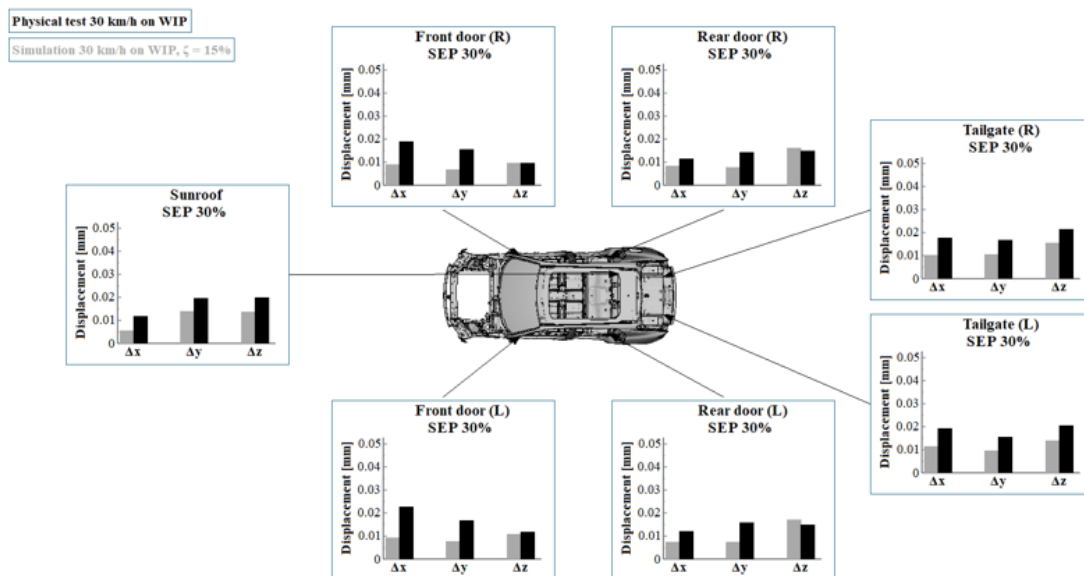 Physical test 30 km/h on WIP
Simulation 30 km/h on WIP, ζ = 15%
Front door (R)
SEP 30%
Displacement [mm]
0.05
0.04
0.03
0.02
0.01
0
Δx Δy Δz
Rear door (R)
SEP 30%
Displacement [mm]
0.05
0.04
0.03
0.02
0.01
0
Δx Δy Δz
Tailgate (R)
SEP 30%
Displacement [mm]
0.05
0.04
0.03
0.02
0.01
0
Δx Δy Δz
Sunroof
SEP 30%
Displacement [mm]
0.05
0.04
0.03
0.02
0.01
0
Δx Δy Δz
Tailgate (L)
SEP 30%
Displacement [mm]
0.05
0.04
0.03
0.02
0.01
0
Δx Δy Δz
Front door (L)
SEP 30%
Displacement [mm]
0.05
0.04
0.03
0.02
0.01
0
Δx Δy Δz
Rear door (L)
SEP 30%
Displacement [mm]
0.05
0.04
0.03
0.02
0.01
0
Δx Δy Δz